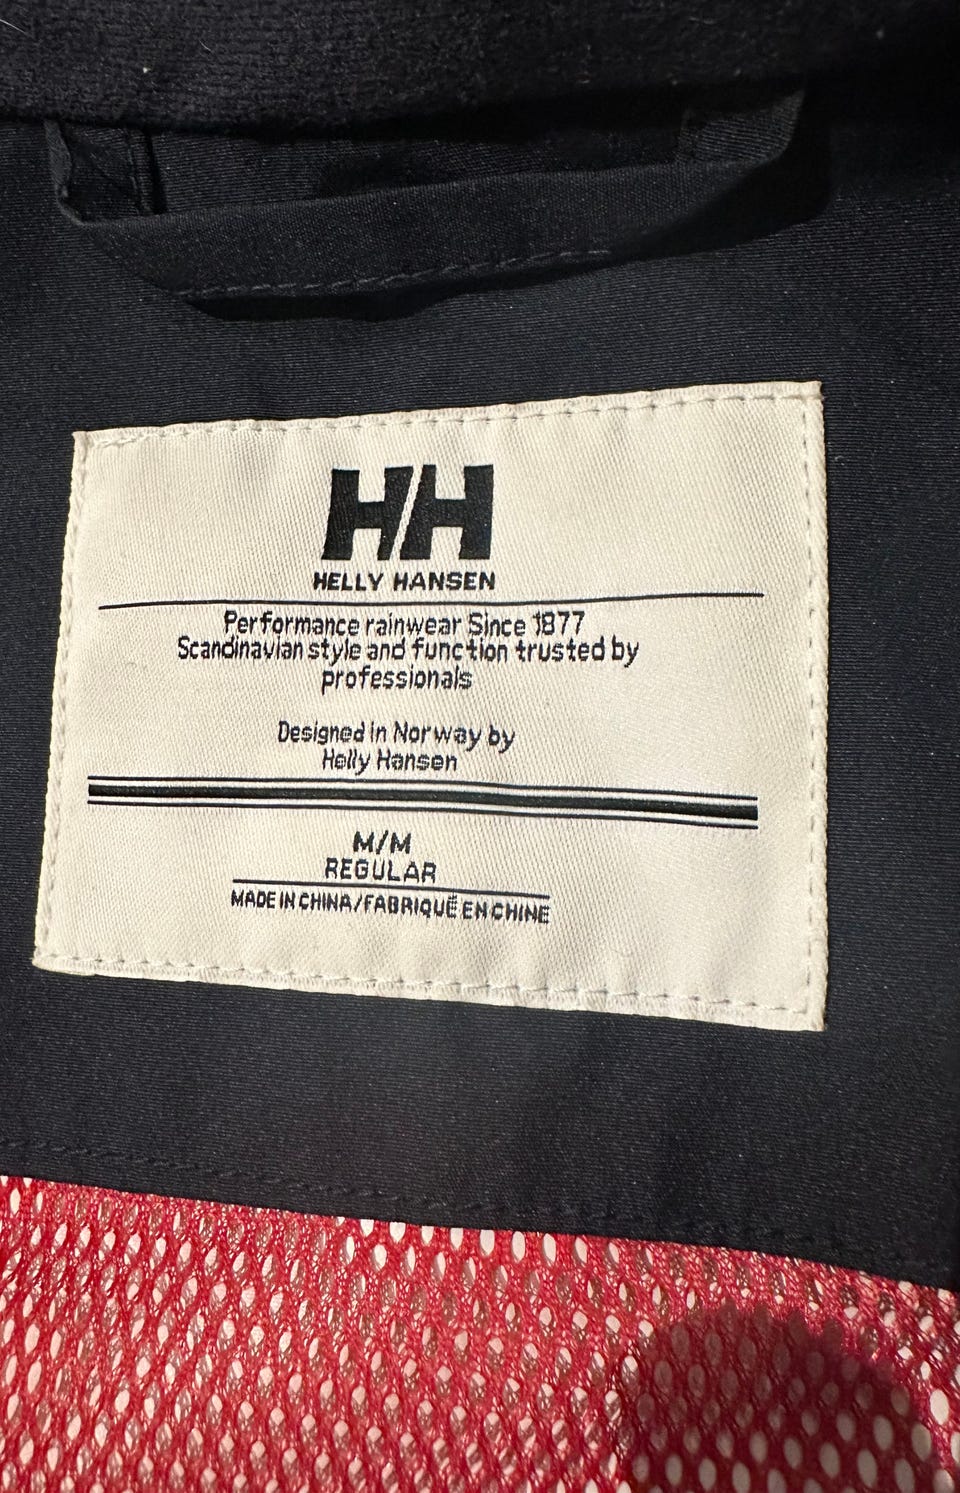 HH
HELLY HANSEN
Performance rainwear Since 1877
Scandinavian style and function trusted by
professionals
Designed in Norway by
Helly Hansen
M/M
REGULAR
MADE IN CHINA/FABRIQUÉ EN CHINE